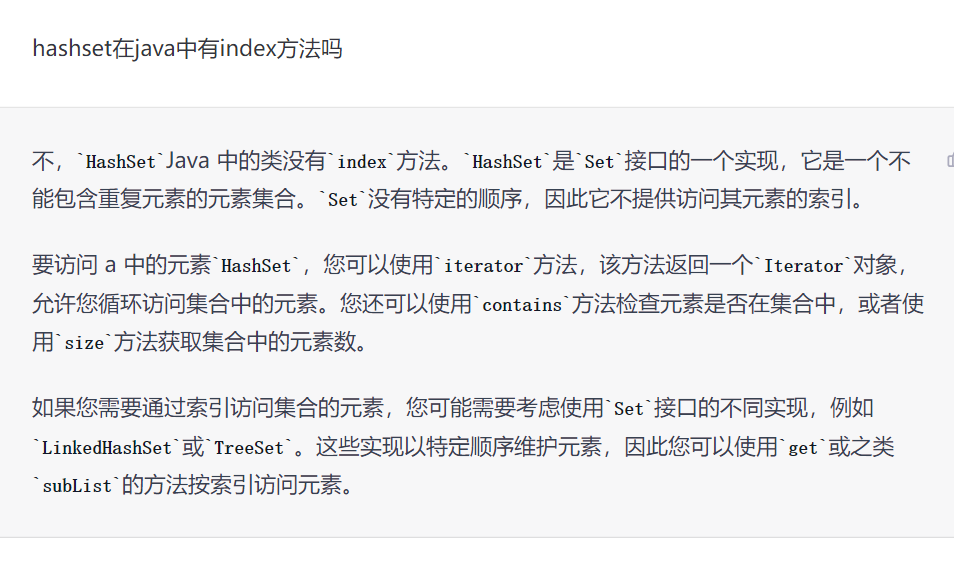 hashset在java中有index方法吗
不，`HashSet`Java 中的类没有`index`方法。`HashSet`是`Set`接口的一个实现，它是一个不
能包含重复元素的元素集合。`Set`没有特定的顺序，因此它不提供访问其元素的索引。
要访问 a 中的元素`HashSet`，您可以使用`iterator`方法，该方法返回一个`Iterator`对象，
允许您循环访问集合中的元素。您还可以使用`contains`方法检查元素是否在集合中，或者使
用`size`方法获取集合中的元素数。
如果您需要通过索引访问集合的元素，您可能需要考虑使用`Set`接口的不同实现，例如
`LinkedHashSet`或`TreeSet`。这些实现以特定顺序维护元素，因此您可以使用`get`或之类
`subList`的方法按索引访问元素。